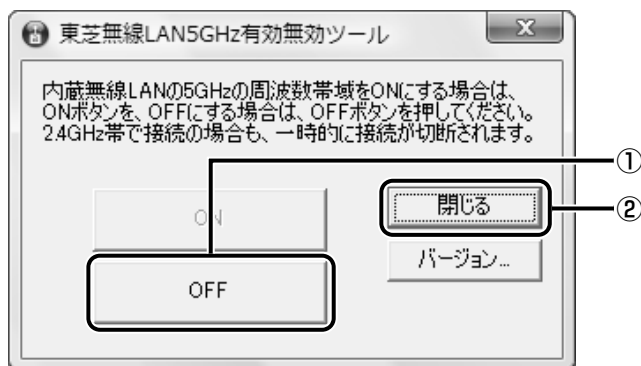 東芝無線LAN5GHz有効無効ツール
内蔵無線LANの5GHzの周波数帯域をONにする場合は、
ONボタンを、OFFにする場合は、OFFボタンを押してください。
2.4GHz帯で接続の場合も、一時的に接続が切断されます。
①
ON
閉じる
②
バージョン...
OFF